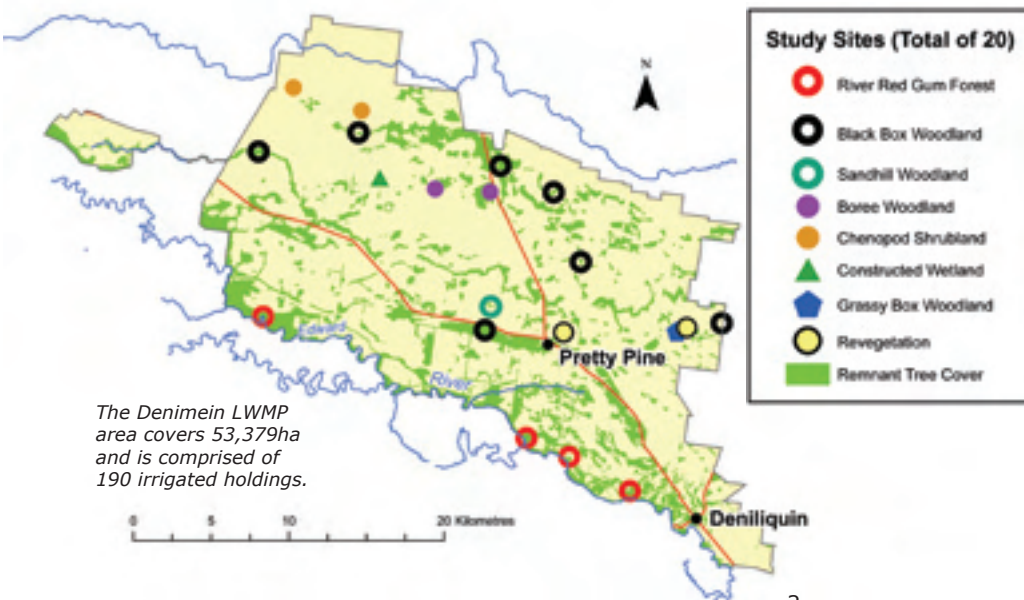 Study Sites (Total of 20)
N
River Red Gum Forest
Black Box Woodland
Sandhill Woodland
Boree Woodland
Chenopod Shrubland
Constructed Wetland
Grassy Box Woodland
Revegetation
Remnant Tree Cover
Edward
River
Pretty Pine
The Denimein LWMP
area covers 53,379ha
and is comprised of
190 irrigated holdings.
0 5 10 20 Kilometres
Deniliquin